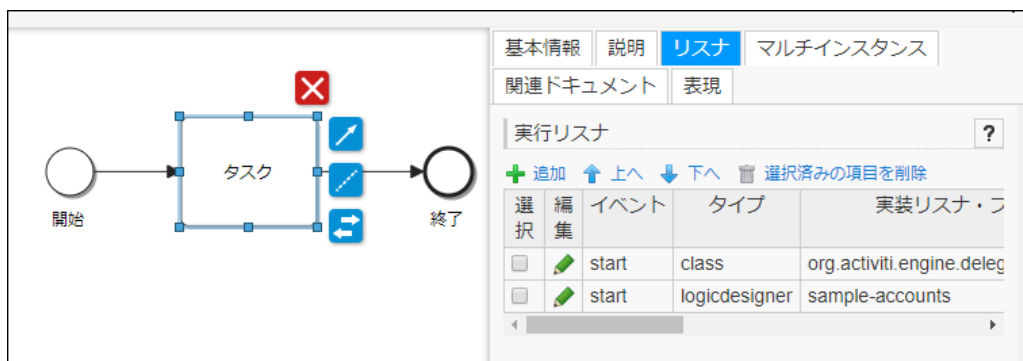 基本情報 説明 リスナ マルチインスタンス
関連ドキュメント 表現
実行リスナ ?
追加 上へ 下へ 選択済みの項目を削除
選択 編集 イベント タイプ 実装リスナ・フ
start class org.activiti.engine.deleg
start logicdesigner sample-accounts
タスク
開始
終了